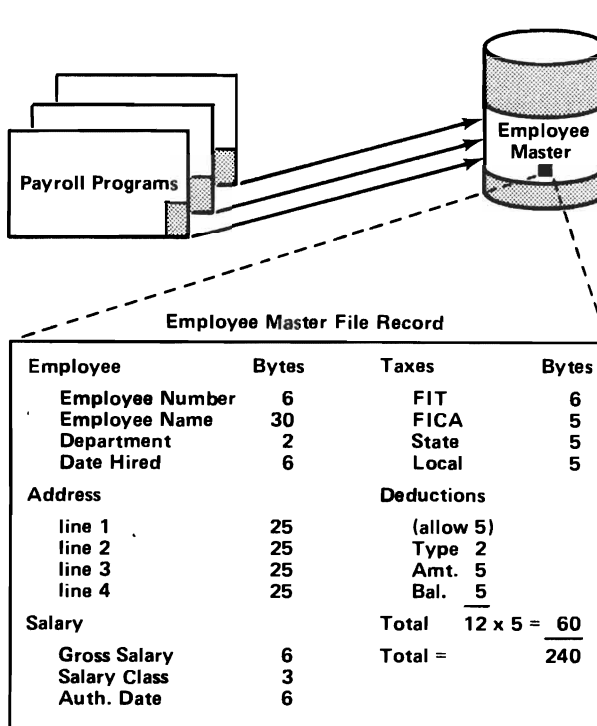 Payroll Programs
Employee
Master
Employee Master File Record
Employee Bytes
Employee Number 6
Employee Name 30
Department 2
Date Hired 6
Address
line 1 25
line 2 25
line 3 25
line 4 25
Salary
Gross Salary 6
Salary Class 3
Auth. Date 6
Taxes Bytes
FIT 6
FICA 5
State 5
Local 5
Deductions
(allow 5)
Type 2
Amt. 5
Bal. 5
Total 12 x 5 = 60
Total = 240